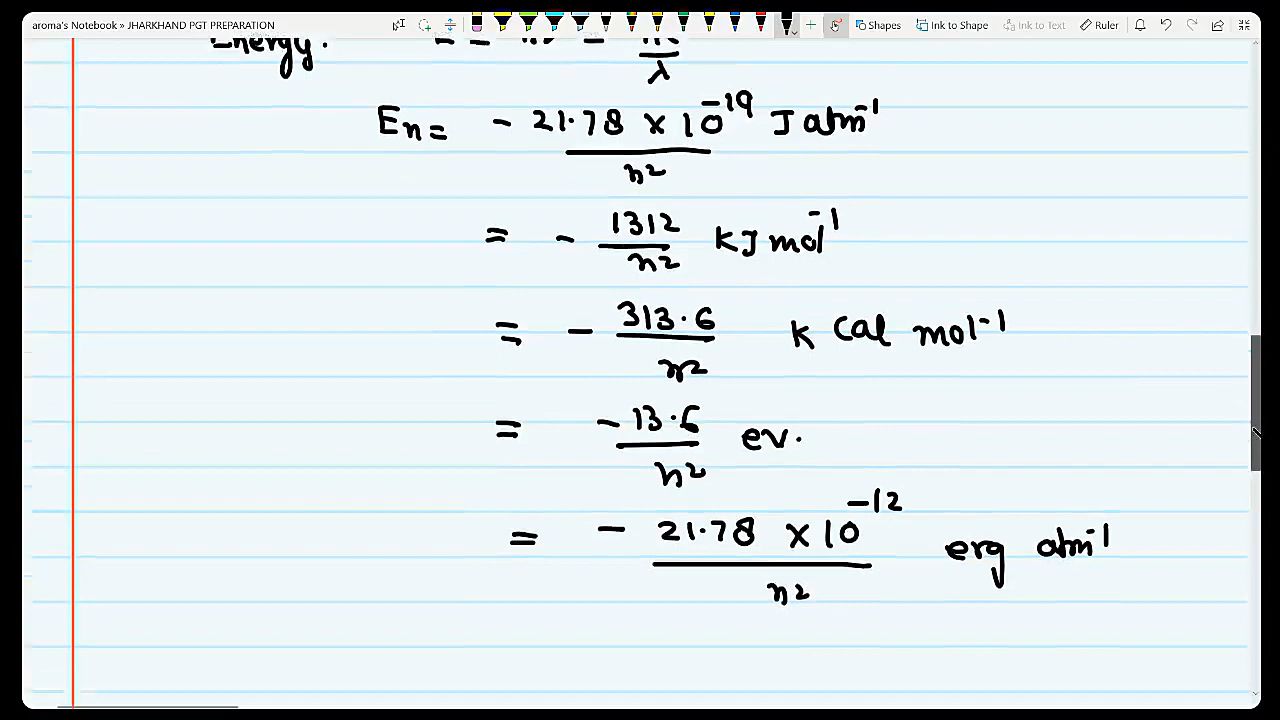 aroma's Notebook » JHARKHAND PGT PREPARATION Shapes Ink to Shape Ink to Text Ruler
Energy. E = hν = hc/λ
En = - 21.78 × 10⁻¹⁹/n² J atm⁻¹
= - 1312/n² KJ mol⁻¹
= - 313.6/n² K Cal mol⁻¹
= -13.6/n² ev.
= - 21.78 × 10⁻¹²/n² erg atm⁻¹